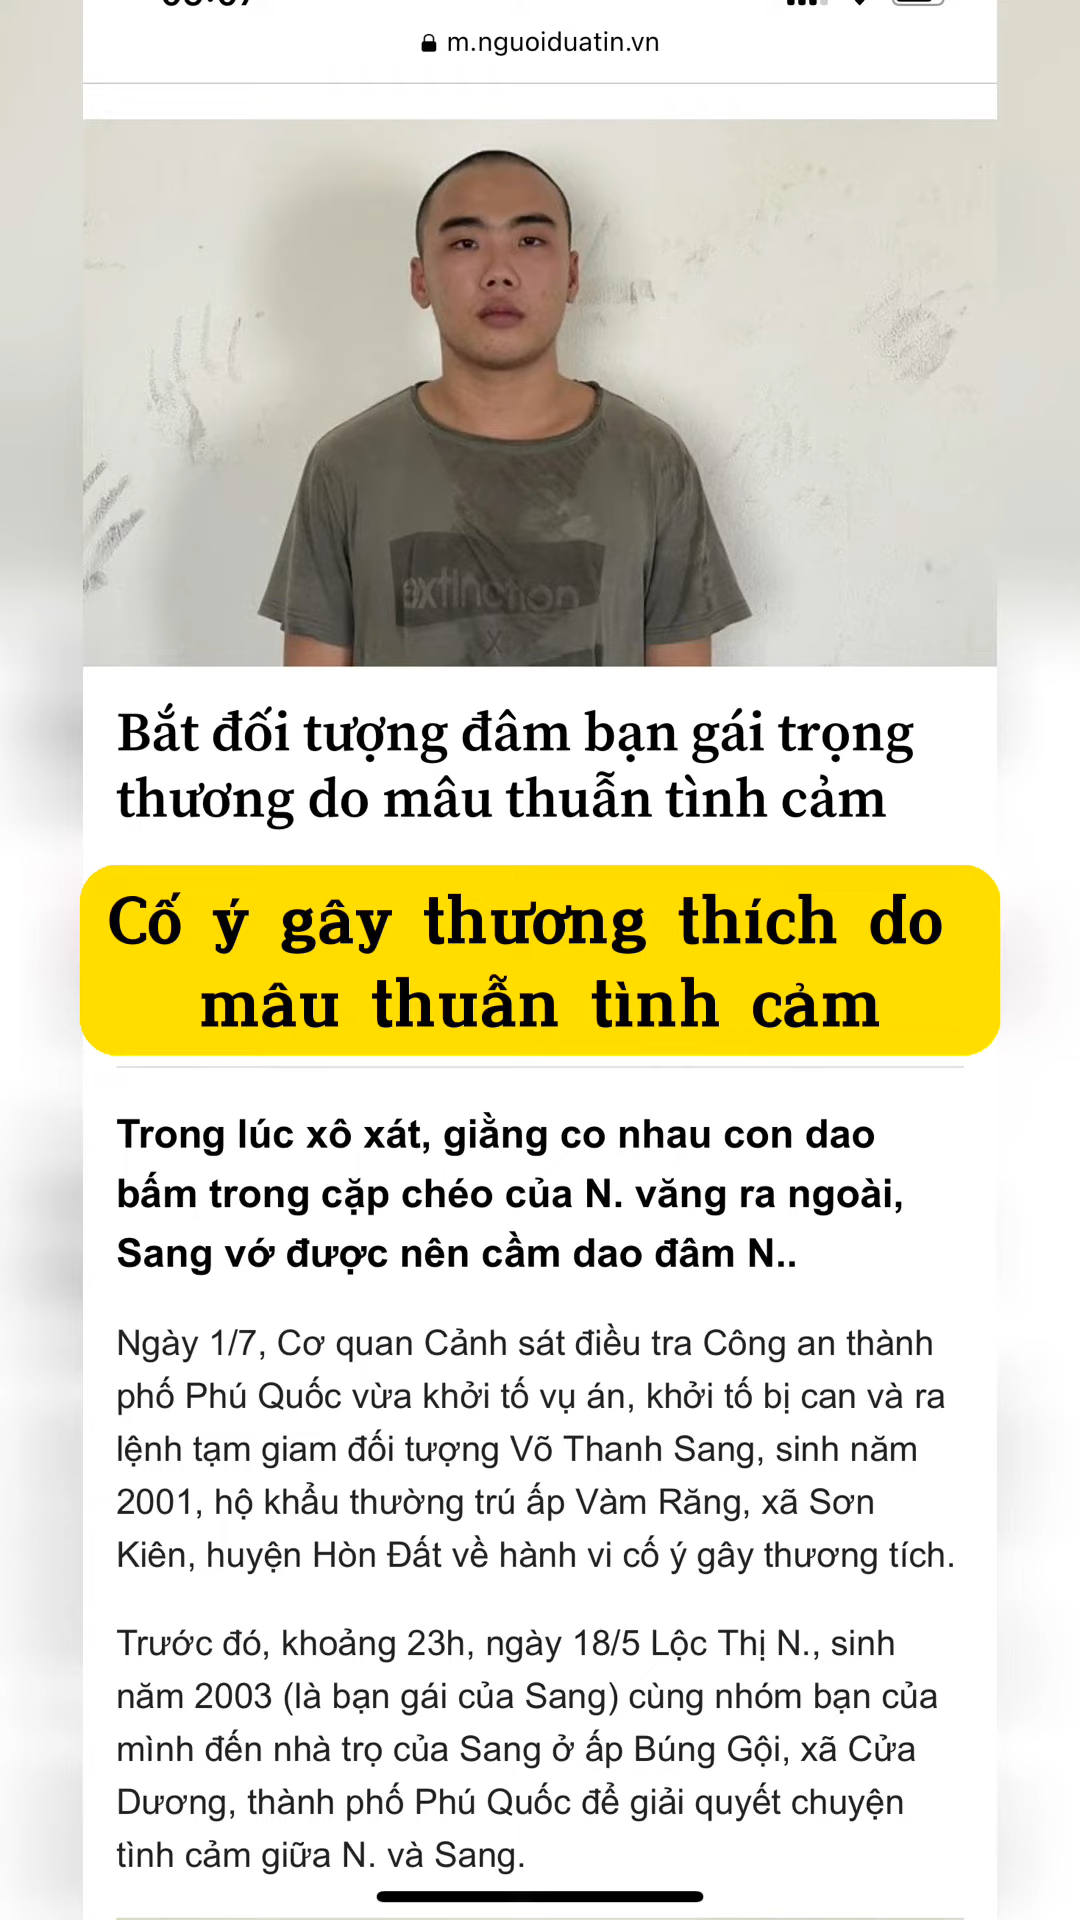 m.nguoiduatin.vn
extinction
X
Bắt đối tượng đâm bạn gái trọng
thương do mâu thuẫn tình cảm
Cố ý gây thương thích do
mâu thuẫn tình cảm
Trong lúc xô xát, giằng co nhau con dao
bấm trong cặp chéo của N. văng ra ngoài,
Sang vớ được nên cầm dao đâm N..
Ngày 1/7, Cơ quan Cảnh sát điều tra Công an thành
phố Phú Quốc vừa khởi tố vụ án, khởi tố bị can và ra
lệnh tạm giam đối tượng Võ Thanh Sang, sinh năm
2001, hộ khẩu thường trú ấp Vàm Răng, xã Sơn
Kiên, huyện Hòn Đất về hành vi cố ý gây thương tích.
Trước đó, khoảng 23h, ngày 18/5 Lộc Thị N., sinh
năm 2003 (là bạn gái của Sang) cùng nhóm bạn của
mình đến nhà trọ của Sang ở ấp Búng Gội, xã Cửa
Dương, thành phố Phú Quốc để giải quyết chuyện
tình cảm giữa N. và Sang.